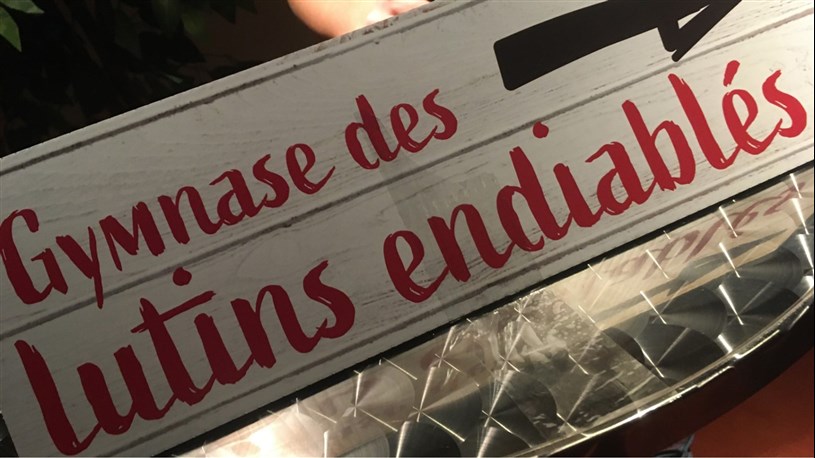 Gymnase des
lutins endiablés